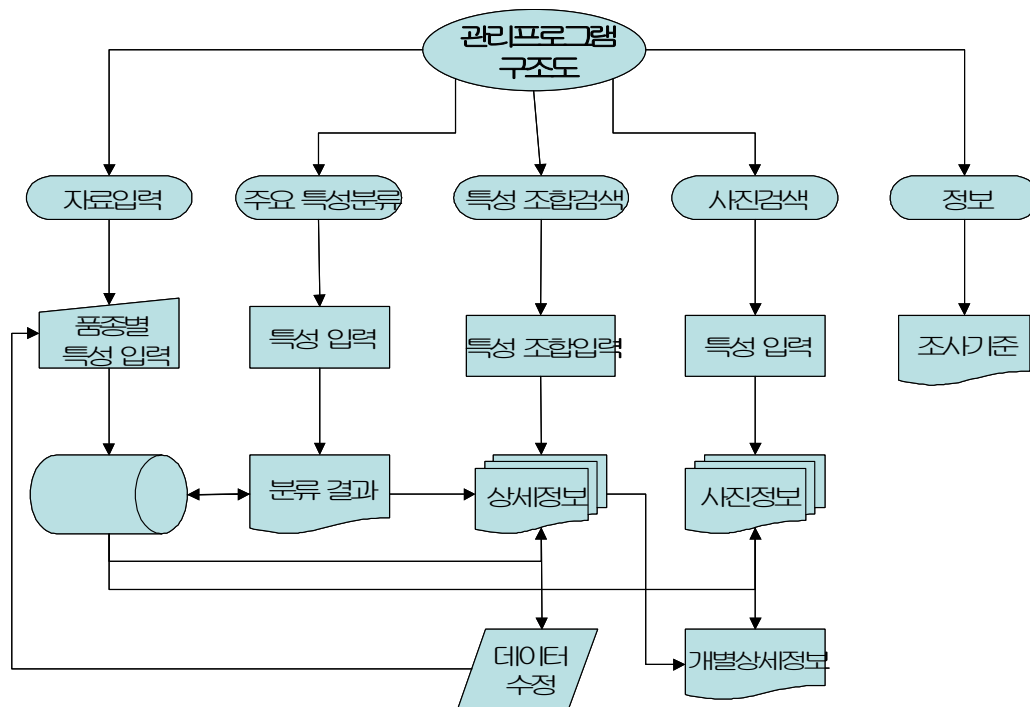 관리프로그램
구조도
자료입력
주요 특성분류
특성 조합검색
사진검색
정보
품종별
특성 입력
특성 입력
특성 조합입력
특성 입력
조사기준
분류 결과
상세정보
사진정보
데이터
수정
개별상세정보